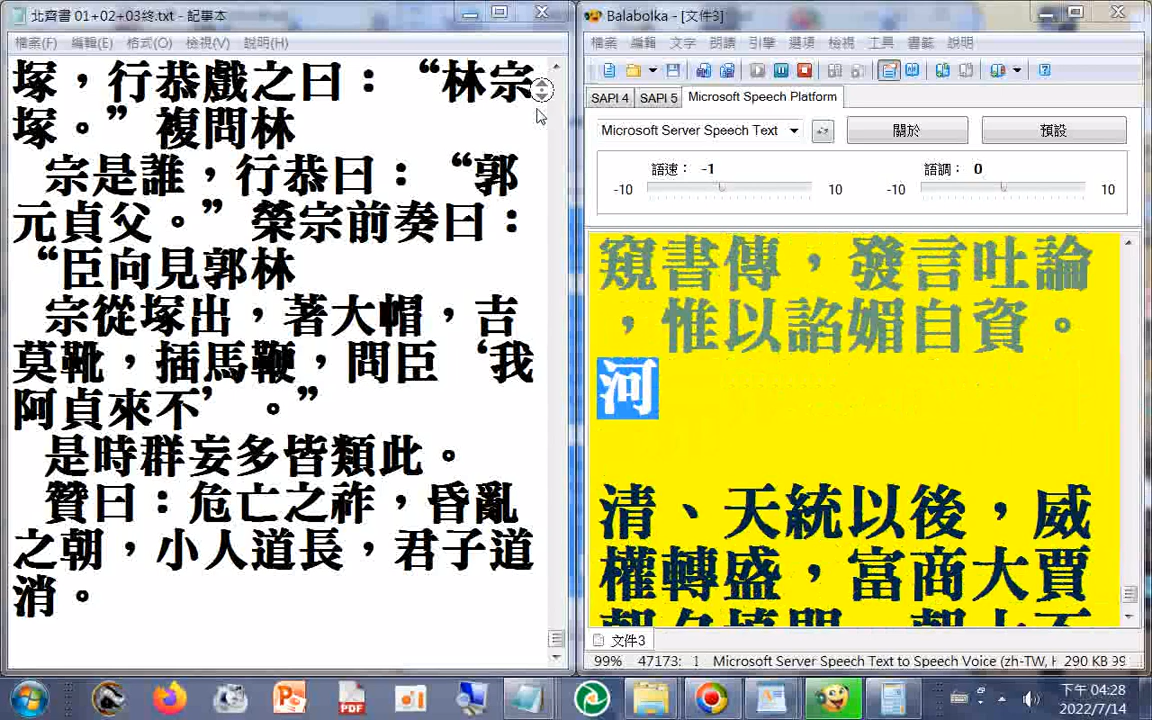 北齊書 01+02+03終.txt - 記事本
檔案(F) 編輯(E) 格式(O) 檢視(V) 說明(H)
塚，行恭戲之曰：“林宗
塚。”複問林
宗是誰，行恭曰：“郭
元貞父。”榮宗前奏曰：
“臣向見郭林
宗從塚出，著大帽，吉
莫靴，插馬鞭，問臣‘我
阿貞來不’。”
是時群妄多皆類此。
贊曰：危亡之祚，昏亂
之朝，小人道長，君子道
消。
Balabolka - [文件3]
檔案 編輯 文字 朗讀 引擎 選項 檢視 工具 書籤 說明
SAPI 4 SAPI 5 Microsoft Speech Platform
Microsoft Server Speech Text 關於 預設
語速： -1 語調： 0
-10 10 -10 10
窺書傳，發言吐論
，惟以諂媚自資。
河
清、天統以後，威
權轉盛，富商大賈
朝夕填門，朝士不
文件3
99% 47173: 1 Microsoft Server Speech Text to Speech Voice (zh-TW, H 290 KB 99
PDF
下午 04:28
2022/7/14